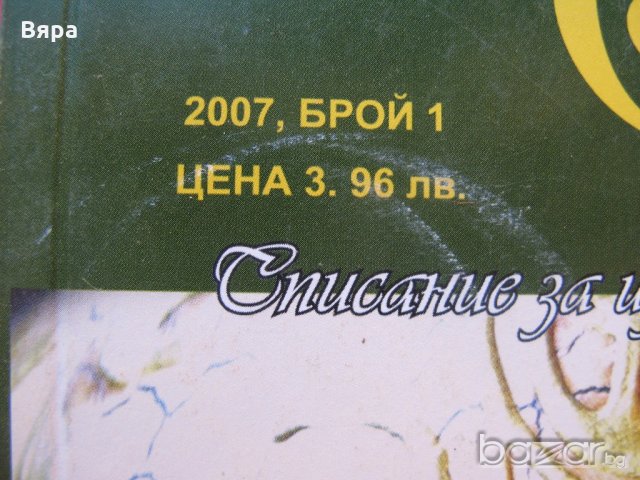 Вяра
2007, БРОЙ 1
ЦЕНА 3. 96 лв.
Списание за
bazar.bg